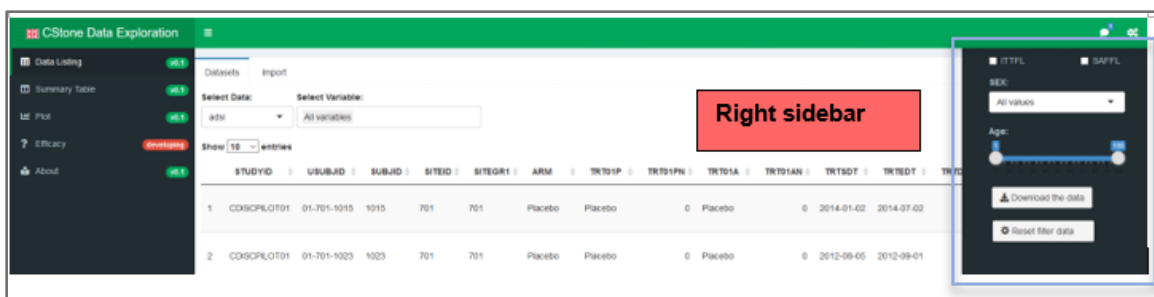 CStone Data Exploration
Data Listing v0.1
Summary Table v0.1
Plot v0.1
Efficacy developing
About v0.1
Datasets Import
Select Data: Select Variable:
adsl All variables
Show 10 entries
STUDYID USUBJID SUBJID SITEID SITEGR1 ARM TRT01P TRT01PN TRT01A TRT01AN TRTSDT TRTEDT
1 CDISCPILOT01 01-701-1015 1015 701 701 Placebo Placebo 0 Placebo 0 2014-01-02 2014-07-02
2 CDISCPILOT01 01-701-1023 1023 701 701 Placebo Placebo 0 Placebo 0 2012-08-05 2012-09-01
Right sidebar
ITTFL SAFFL
SEX:
All values
Age:
1 100
Download the data
Reset filter data